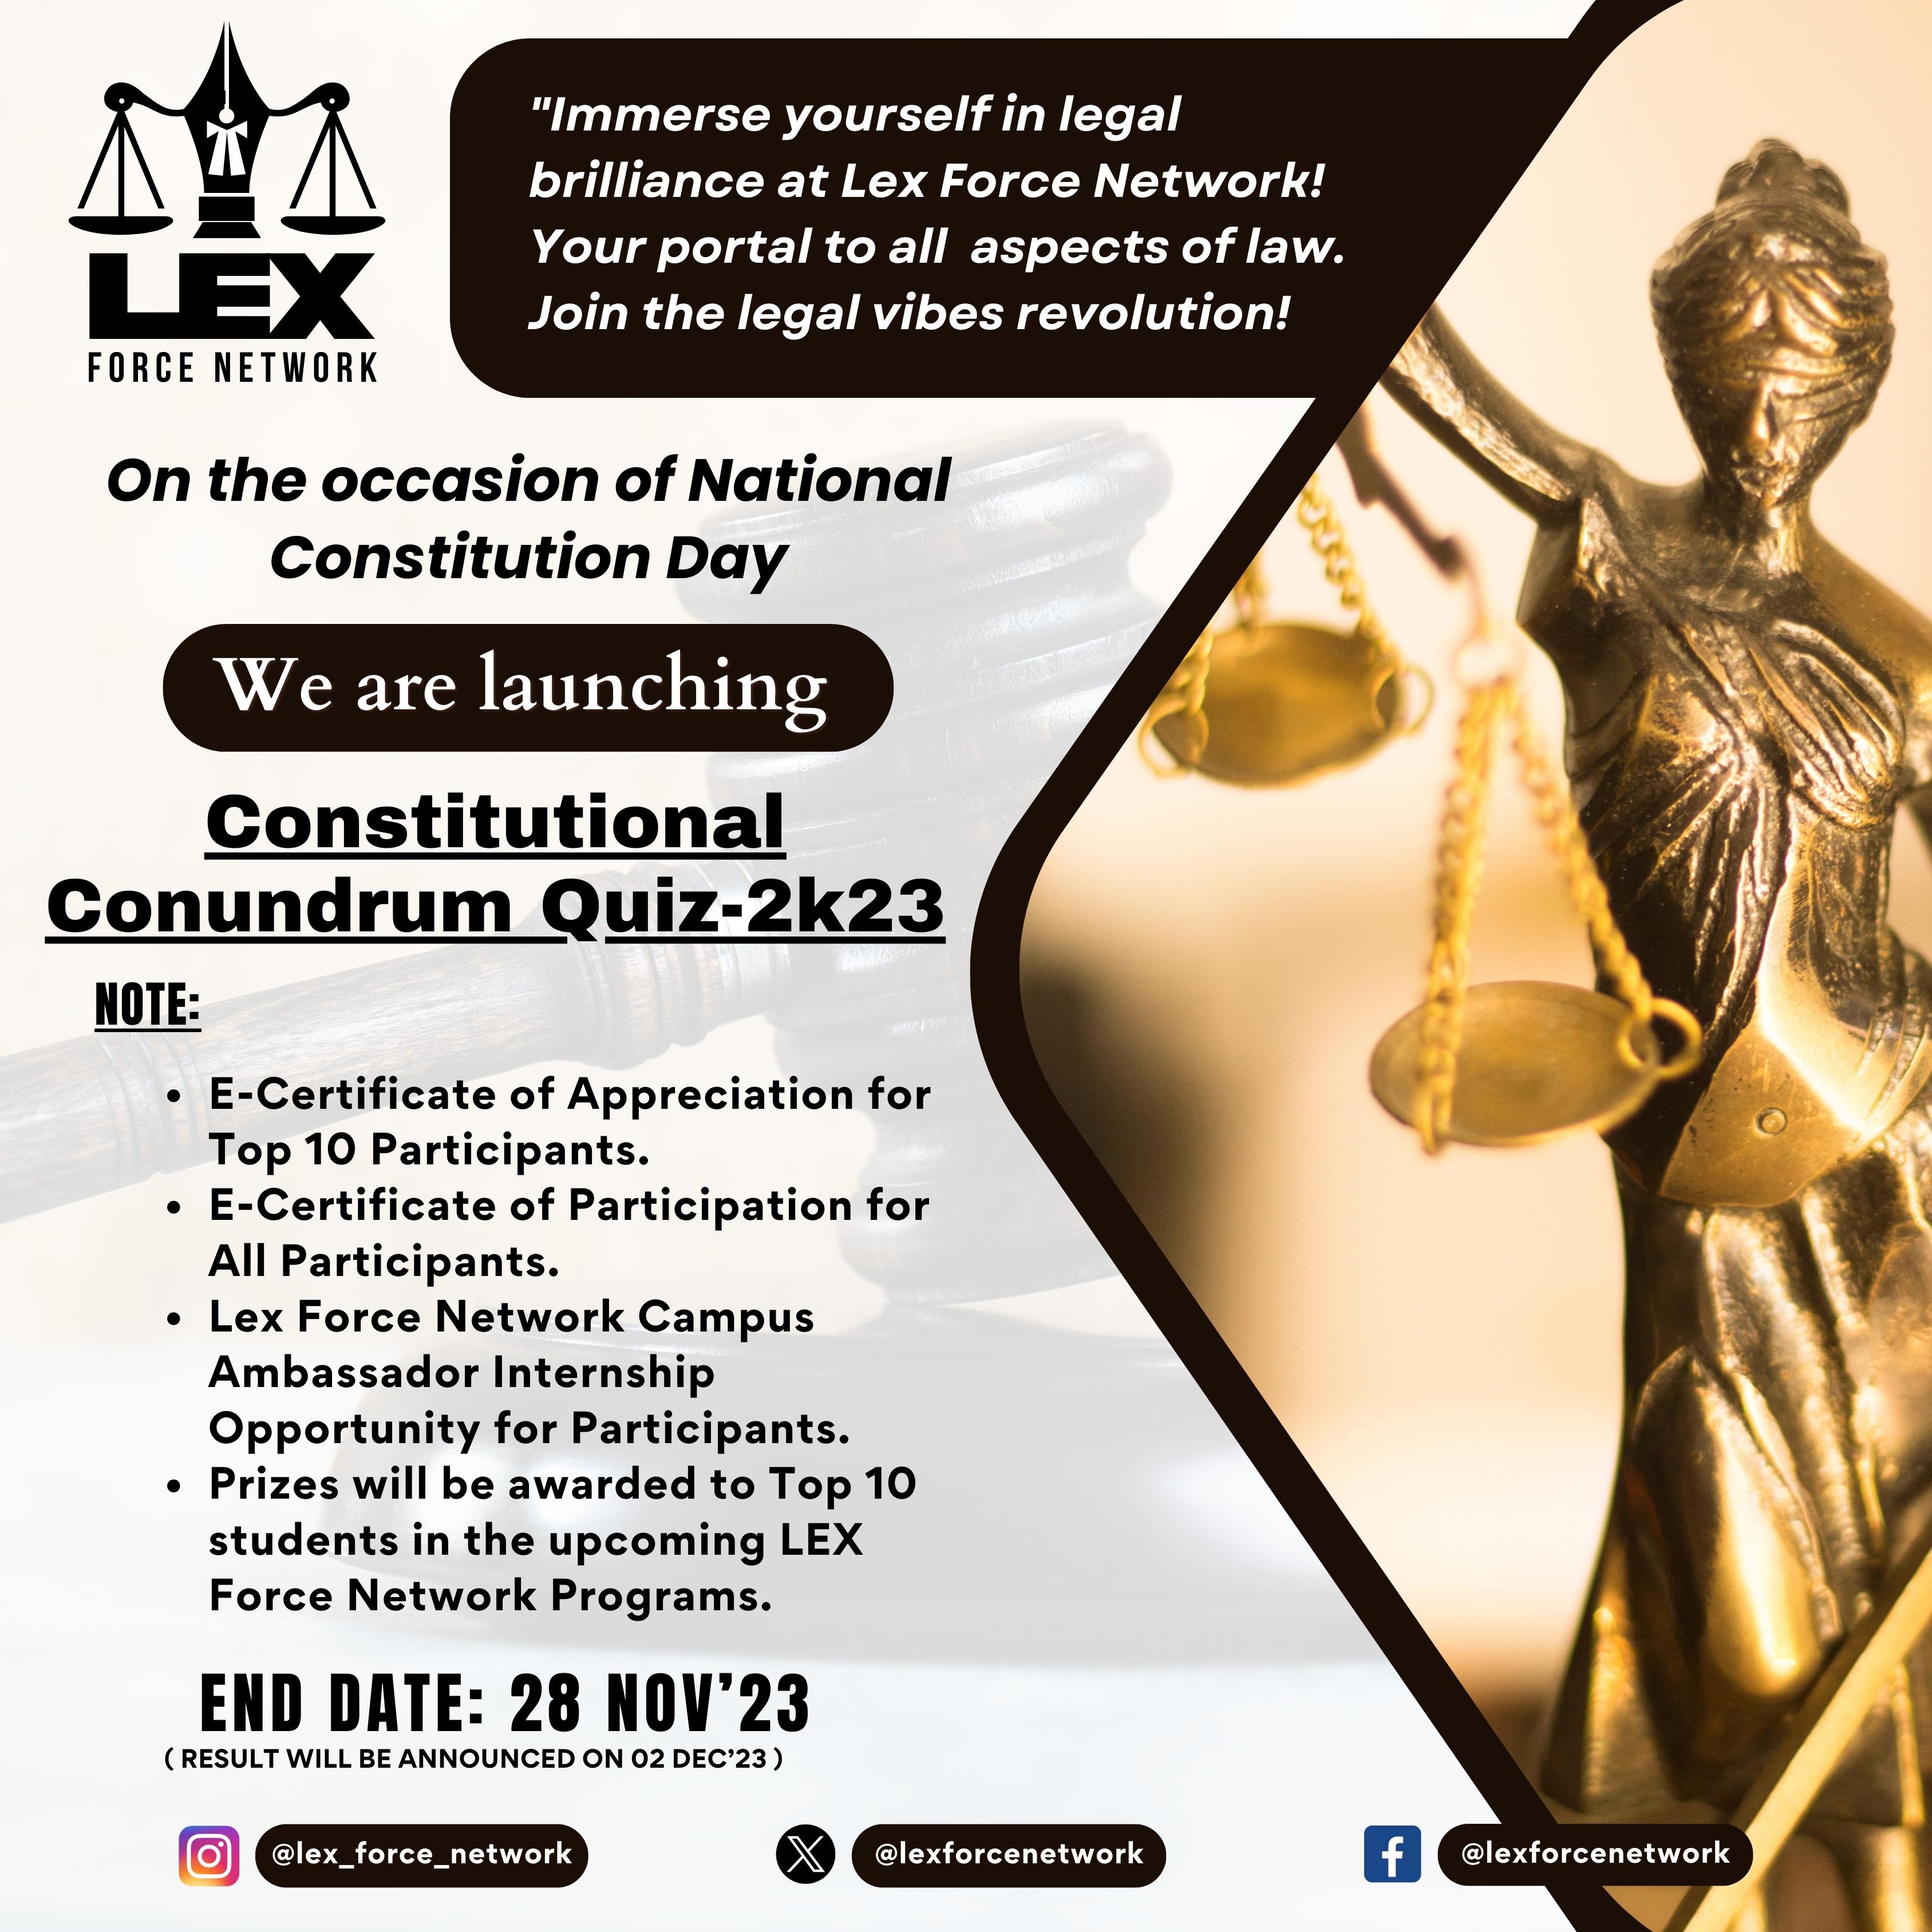 LEX
FORCE NETWORK
"Immerse yourself in legal
brilliance at Lex Force Network!
Your portal to all aspects of law.
Join the legal vibes revolution!
On the occasion of National
Constitution Day
We are launching
Constitutional
Conundrum Quiz-2k23
NOTE:
• E-Certificate of Appreciation for
Top 10 Participants.
• E-Certificate of Participation for
All Participants.
• Lex Force Network Campus
Ambassador Internship
Opportunity for Participants.
• Prizes will be awarded to Top 10
students in the upcoming LEX
Force Network Programs.
END DATE: 28 NOV’23
( RESULT WILL BE ANNOUNCED ON 02 DEC’23 )
@lex_force_network
@lexforcenetwork
@lexforcenetwork